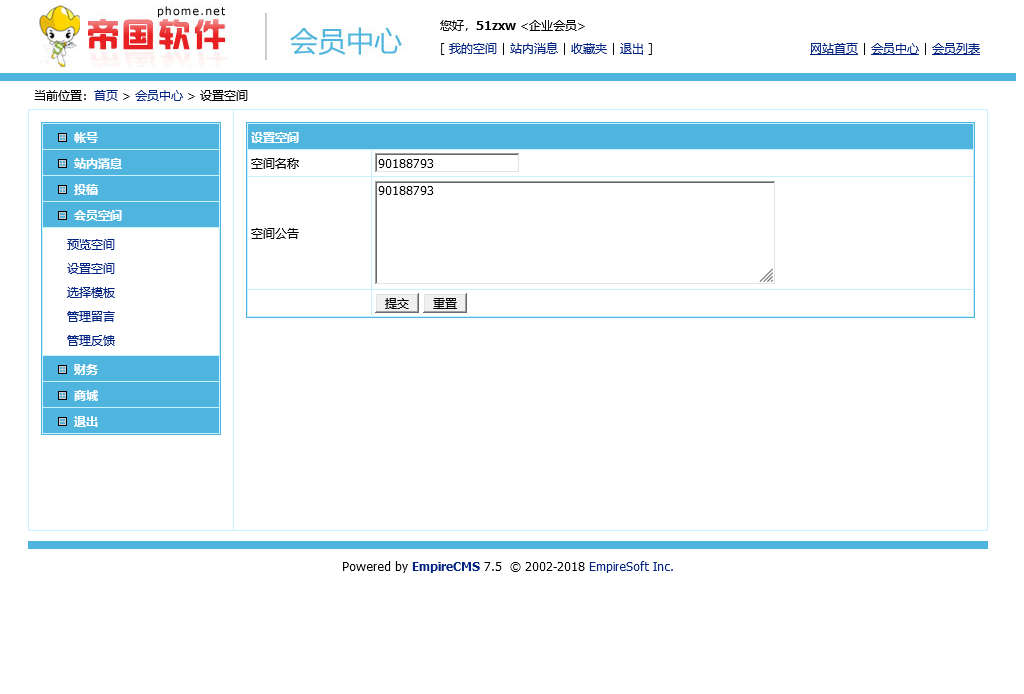 phome.net
帝国软件
会员中心
您好，51zxw <企业会员>
[ 我的空间 | 站内消息 | 收藏夹 | 退出 ]
网站首页 | 会员中心 | 会员列表
当前位置：首页 > 会员中心 > 设置空间
帐号
站内消息
投稿
会员空间
预览空间
设置空间
选择模板
管理留言
管理反馈
财务
商城
退出
设置空间
空间名称 90188793
空间公告 90188793
提交 重置
Powered by EmpireCMS 7.5 © 2002-2018 EmpireSoft Inc.